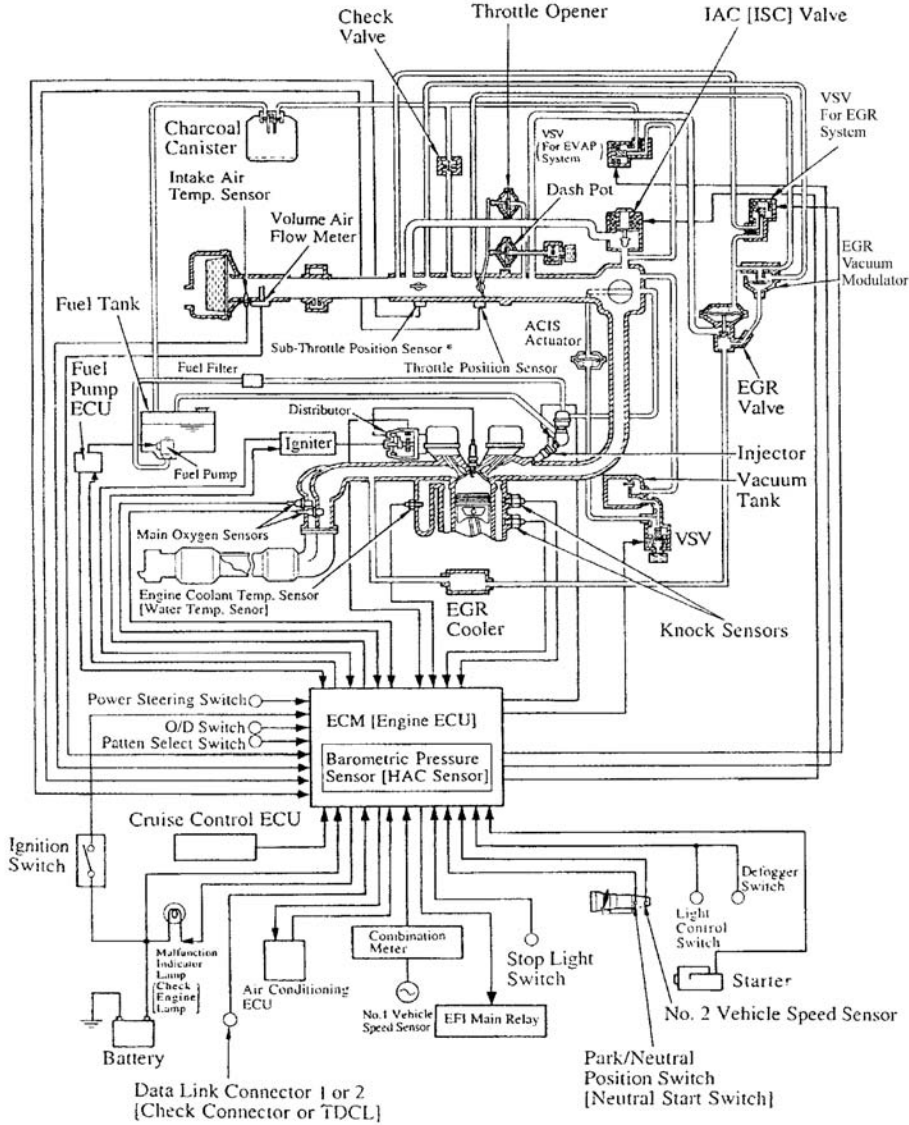 Check
Valve
Throttle Opener
IAC [ISC] Valve
VSV
For EGR
System
Charcoal
Canister
VSV
For EVAP
System
Intake Air
Temp. Sensor
Dash Pot
Volume Air
Flow Meter
EGR
Vacuum
Modulator
Fuel Tank
Sub-Throttle Position Sensor *
ACIS
Actuator
Throttle Position Sensor
Fuel Filter
Fuel
Pump
ECU
EGR
Valve
Distributor
Igniter
Injector
Fuel Pump
Vacuum
Tank
Main Oxygen Sensors
VSV
Engine Coolant Temp. Sensor
[Water Temp. Senor]
EGR
Cooler
Knock Sensors
Power Steering Switch
ECM [Engine ECU]
O/D Switch
Patten Select Switch
Barometric Pressure
Sensor [HAC Sensor]
Cruise Control ECU
Ignition
Switch
Defogger
Switch
Light
Control
Switch
Combination
Meter
Stop Light
Switch
Malfunction
Indicator
Lamp
Check
Engine
Lamp
Air Conditioning
ECU
Starter
No.1 Vehicle
Speed Sensor
EFI Main Relay
No. 2 Vehicle Speed Sensor
Battery
Park/Neutral
Position Switch
[Neutral Start Switch]
Data Link Connector 1 or 2
[Check Connector or TDCL]